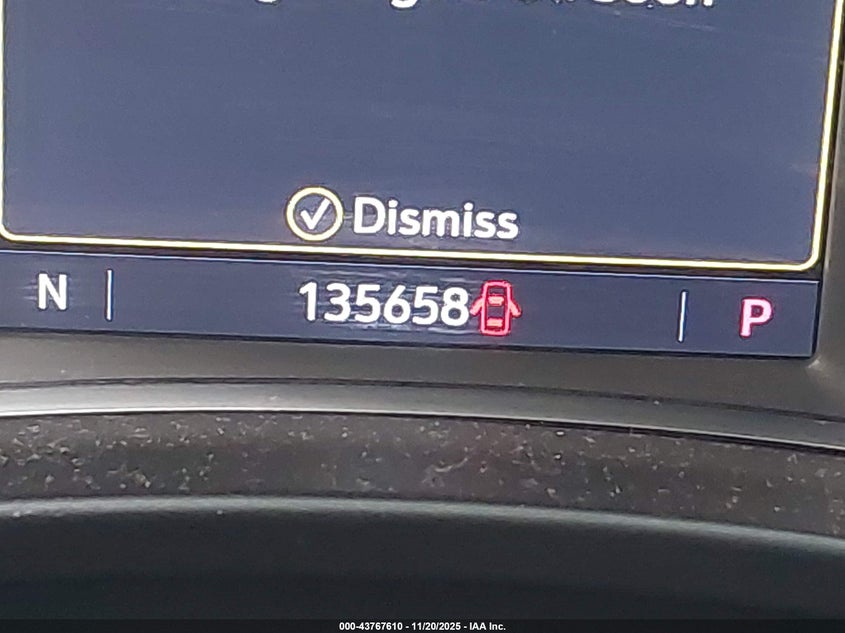 Dismiss
N 135658 P
000-43767610 - 11/20/2025 - IAA Inc.